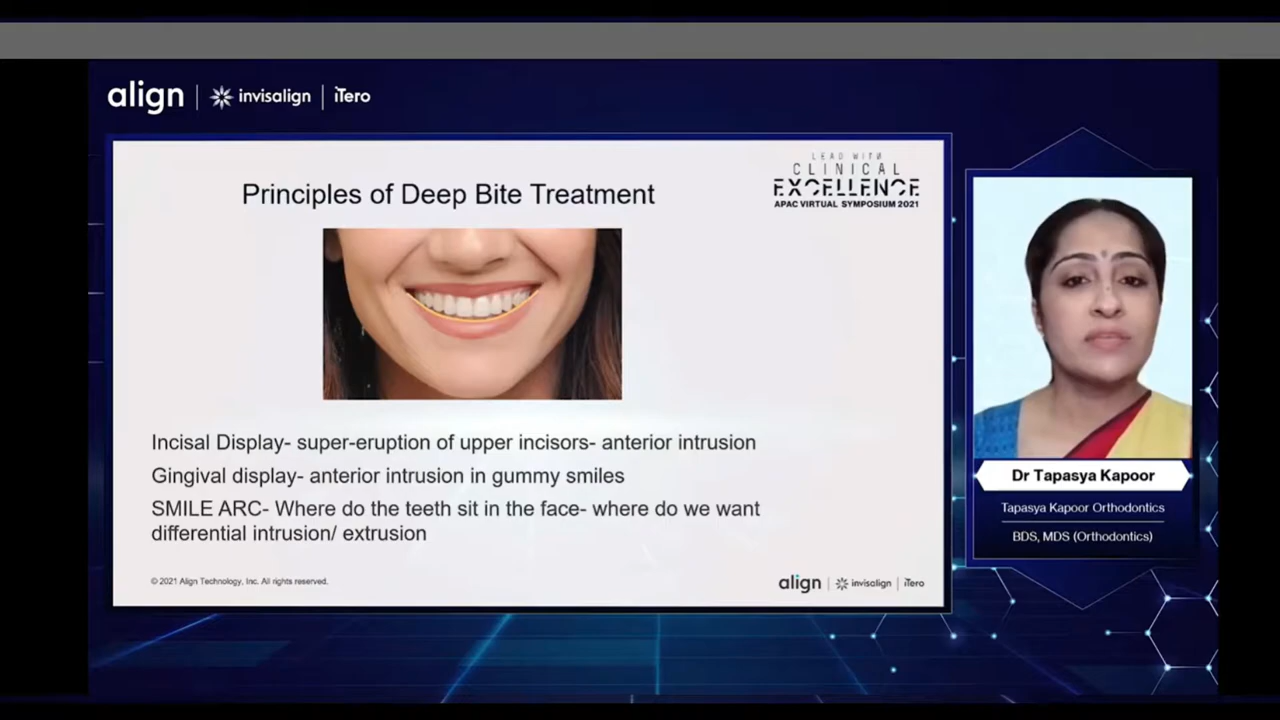 align | invisalign | iTero
LEAD WITH
CLINICAL
EXCELLENCE
APAC VIRTUAL SYMPOSIUM 2021
Principles of Deep Bite Treatment
Incisal Display- super-eruption of upper incisors- anterior intrusion
Gingival display- anterior intrusion in gummy smiles
SMILE ARC- Where do the teeth sit in the face- where do we want
differential intrusion/ extrusion
© 2021 Align Technology, Inc. All rights reserved.
align | invisalign | iTero
Dr Tapasya Kapoor
Tapasya Kapoor Orthodontics
BDS, MDS (Orthodontics)